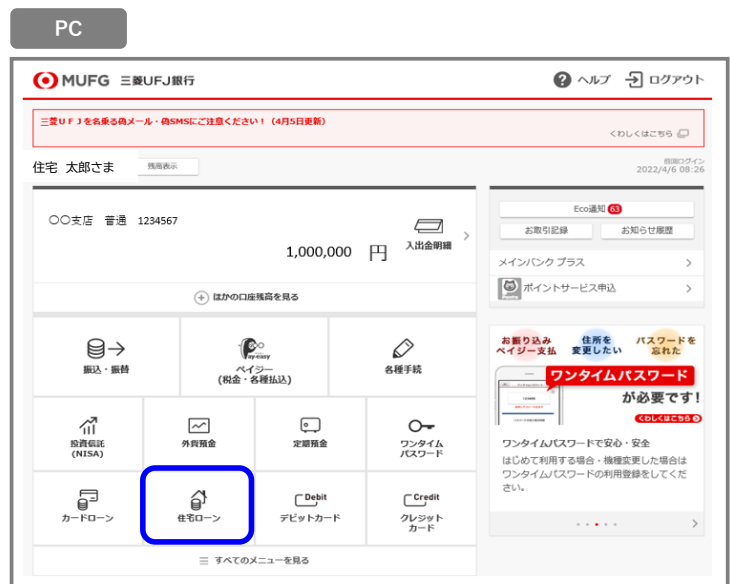 PC
MUFG 三菱UFJ銀行
ヘルプ ログアウト
三菱UFJを名乗る偽メール・偽SMSにご注意ください！（4月5日更新）
くわしくはこちら
住宅 太郎さま 残高表示
前回ログイン
2022/4/6 08:26
〇〇支店 普通 1234567
1,000,000 円
入出金明細
ほかの口座残高を見る
Eco通知 63
お取引記録 お知らせ履歴
メインバンク プラス
ポイントサービス申込
振込・振替
Pay-easy
ペイジー
(税金・各種払込)
各種手続
投資信託
(NISA)
外貨預金
定期預金
ワンタイム
パスワード
カードローン
住宅ローン
Debit
デビットカード
Credit
クレジット
カード
すべてのメニューを見る
お振り込み
ペイジー支払
住所を
変更したい
パスワードを
忘れた
ワンタイムパスワード
が必要です!
くわしくはこちら
ワンタイムパスワードで安心・安全
はじめて利用する場合・機種変更した場合は
ワンタイムパスワードの利用登録をしてくだ
さい。